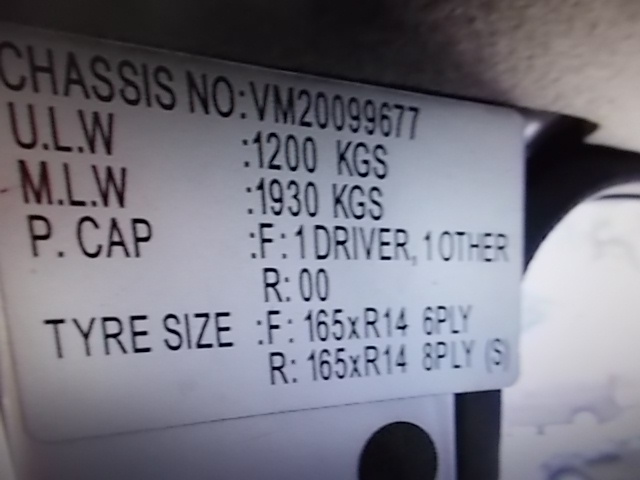 CHASSIS NO:VM20099677
U.L.W :1200 KGS
M.L.W :1930 KGS
P. CAP :F: 1 DRIVER, 1 OTHER
R: 00
TYRE SIZE :F: 165xR14 6PLY
R: 165xR14 8PLY (S)